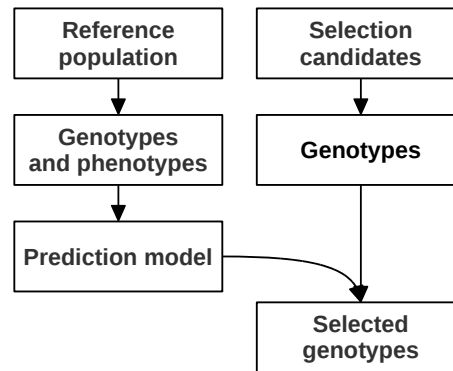 Reference
population
Selection
candidates
Genotypes
and phenotypes
Genotypes
Prediction model
Selected
genotypes